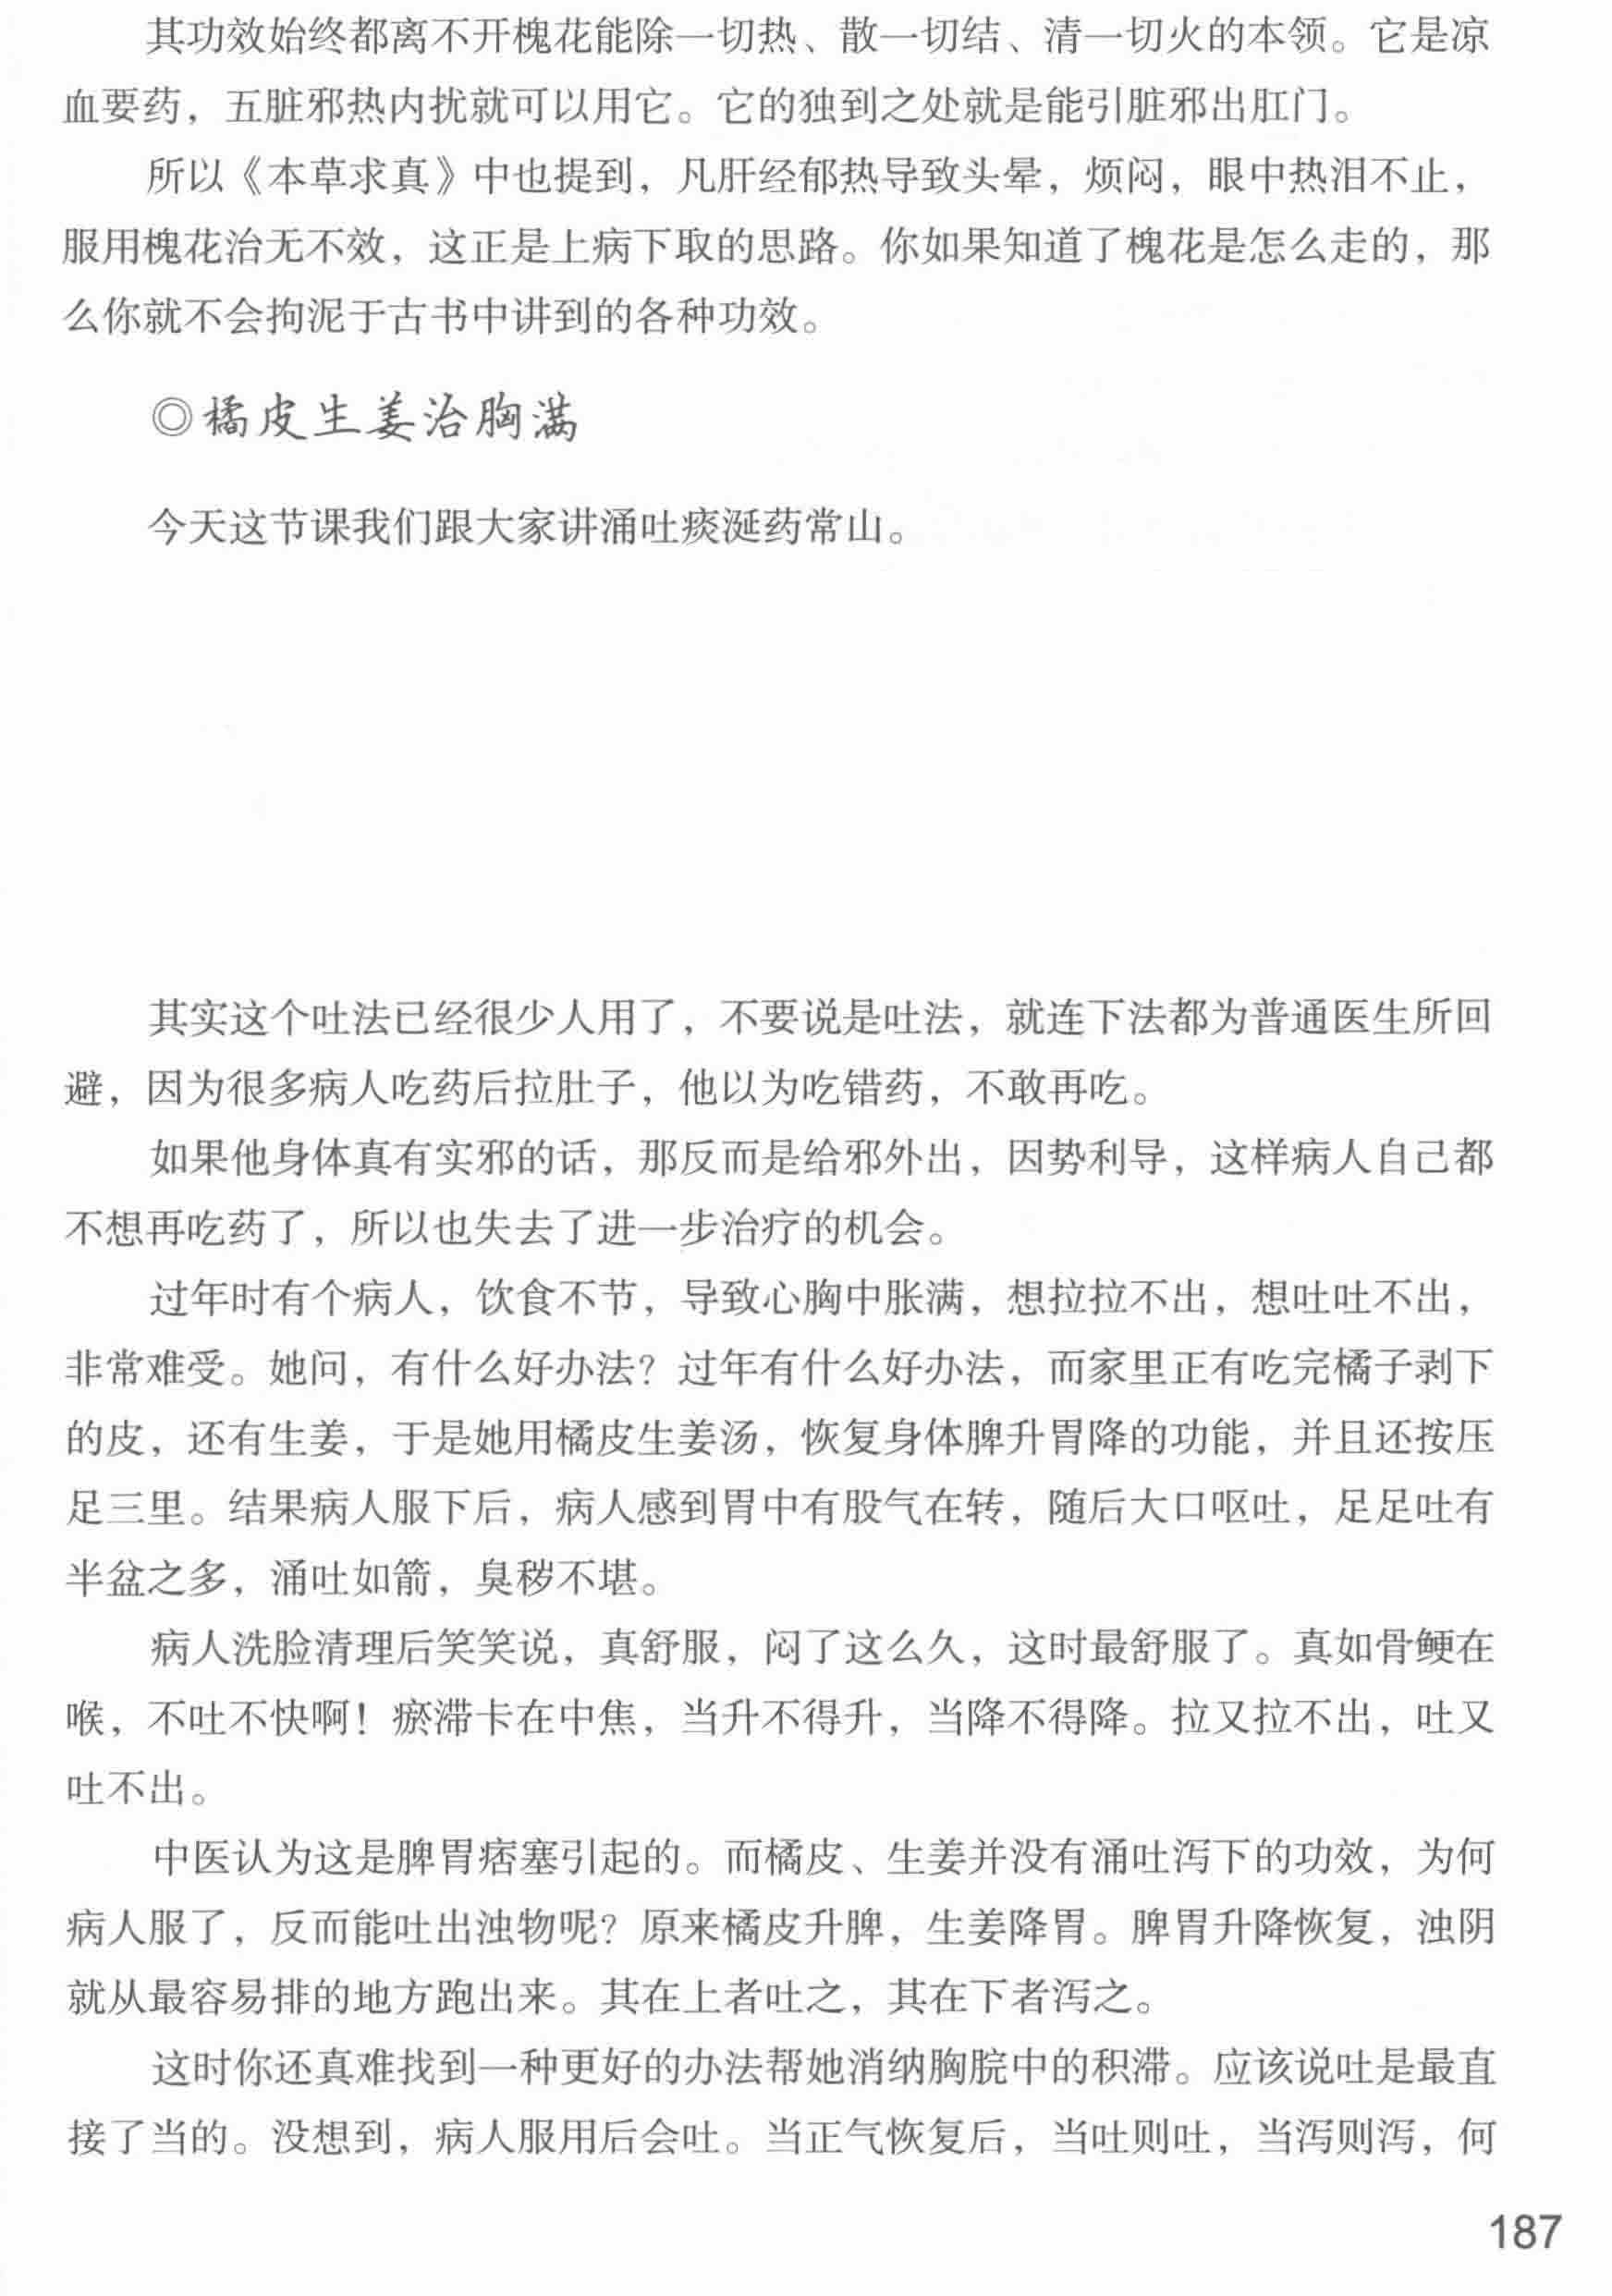 其功效始终都离不开槐花能除一切热、散一切结、清一切火的本领。它是凉
血要药，五脏邪热内扰就可以用它。它的独到之处就是能引脏邪出肛门。
所以《本草求真》中也提到，凡肝经郁热导致头晕，烦闷，眼中热泪不止，
服用槐花治无不效，这正是上病下取的思路。你如果知道了槐花是怎么走的，那
么你就不会拘泥于古书中讲到的各种功效。
◎橘皮生姜治胸满
今天这节课我们跟大家讲涌吐痰涎药常山。
其实这个吐法已经很少人用了，不要说是吐法，就连下法都为普通医生所回
避，因为很多病人吃药后拉肚子，他以为吃错药，不敢再吃。
如果他身体真有实邪的话，那反而是给邪外出，因势利导，这样病人自己都
不想再吃药了，所以也失去了进一步治疗的机会。
过年时有个病人，饮食不节，导致心胸中胀满，想拉拉不出，想吐吐不出，
非常难受。她问，有什么好办法？过年有什么好办法，而家里正有吃完橘子剥下
的皮，还有生姜，于是她用橘皮生姜汤，恢复身体脾升胃降的功能，并且还按压
足三里。结果病人服下后，病人感到胃中有股气在转，随后大口呕吐，足足吐有
半盆之多，涌吐如箭，臭秽不堪。
病人洗脸清理后笑笑说，真舒服，闷了这么久，这时最舒服了。真如骨鲠在
喉，不吐不快啊！瘀滞卡在中焦，当升不得升，当降不得降。拉又拉不出，吐又
吐不出。
中医认为这是脾胃痞塞引起的。而橘皮、生姜并没有涌吐泻下的功效，为何
病人服了，反而能吐出浊物呢？原来橘皮升脾，生姜降胃。脾胃升降恢复，浊阴
就从最容易排的地方跑出来。其在上者吐之，其在下者泻之。
这时你还真难找到一种更好的办法帮她消纳胸脘中的积滞。应该说吐是最直
接了当的。没想到，病人服用后会吐。当正气恢复后，当吐则吐，当泻则泻，何
187